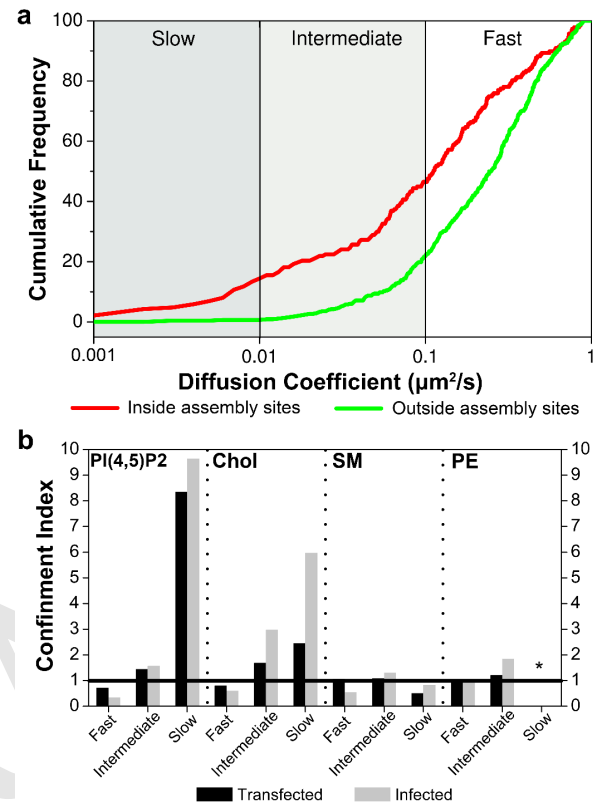 a
Slow Intermediate Fast
Cumulative Frequency
100
80
60
40
20
0
0.001 0.01 0.1 1
Diffusion Coefficient (µm²/s)
Inside assembly sites Outside assembly sites
b
PI(4,5)P2 Chol SM PE
Confinment Index
10 10
9 9
8 8
7 7
6 6
5 5
4 4
3 3
2 2
1 1
0 0
*
Fast Intermediate Slow Fast Intermediate Slow Fast Intermediate Slow Fast Intermediate Slow
Transfected Infected